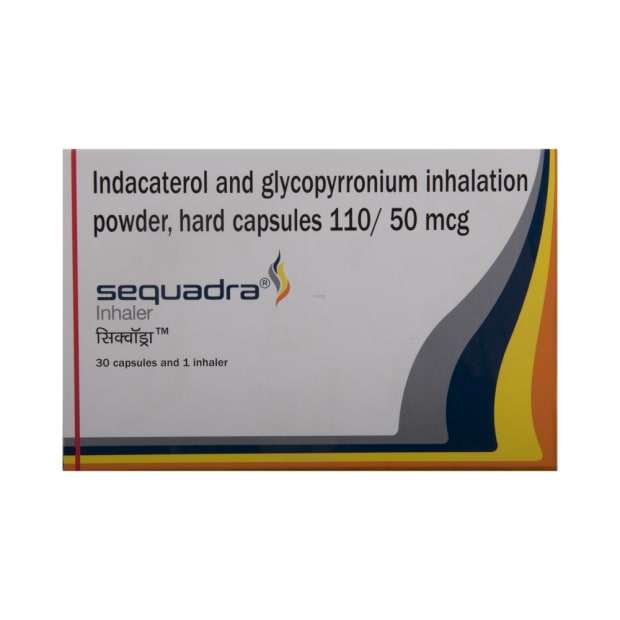 Indacaterol and glycopyrronium inhalation
powder, hard capsules 110/ 50 mcg
sequadra®
Inhaler
सिक्वॉड्रा™
30 capsules and 1 inhaler